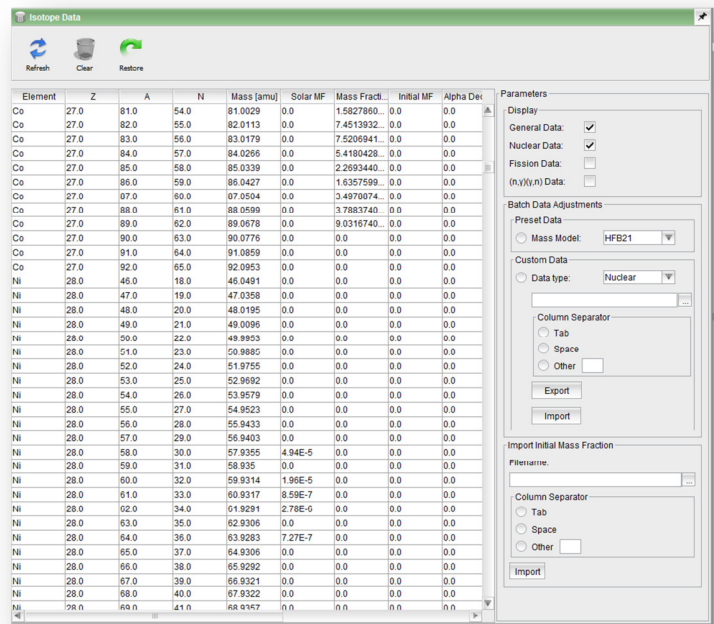 Isotope Data
Refresh Clear Restore
Element Z A N Mass [amu] Solar MF Mass Fracti... Initial MF Alpha Dec
Co 27.0 81.0 54.0 81.0029 0.0 1.5827860... 0.0 0.0
Co 27.0 82.0 55.0 82.0113 0.0 7.4513932... 0.0 0.0
Co 27.0 83.0 56.0 83.0179 0.0 7.5206941... 0.0 0.0
Co 27.0 84.0 57.0 84.0266 0.0 5.4180428... 0.0 0.0
Co 27.0 85.0 58.0 85.0339 0.0 2.2693440... 0.0 0.0
Co 27.0 86.0 59.0 86.0427 0.0 1.6357599... 0.0 0.0
Co 27.0 07.0 60.0 07.0504 0.0 3.4970074... 0.0 0.0
Co 27.0 88.0 61.0 88.0599 0.0 3.7883740... 0.0 0.0
Co 27.0 89.0 62.0 89.0678 0.0 9.0316740... 0.0 0.0
Co 27.0 90.0 63.0 90.0776 0.0 0.0 0.0 0.0
Co 27.0 91.0 64.0 91.0859 0.0 0.0 0.0 0.0
Co 27.0 92.0 65.0 92.0953 0.0 0.0 0.0 0.0
Ni 28.0 46.0 18.0 46.0491 0.0 0.0 0.0 0.0
Ni 28.0 47.0 19.0 47.0358 0.0 0.0 0.0 0.0
Ni 28.0 48.0 20.0 48.0195 0.0 0.0 0.0 0.0
Ni 28.0 49.0 21.0 49.0096 0.0 0.0 0.0 0.0
Ni 28.0 50.0 22.0 49.9953 0.0 0.0 0.0 0.0
Ni 28.0 51.0 23.0 50.9885 0.0 0.0 0.0 0.0
Ni 28.0 52.0 24.0 51.9755 0.0 0.0 0.0 0.0
Ni 28.0 53.0 25.0 52.9692 0.0 0.0 0.0 0.0
Ni 28.0 54.0 26.0 53.9579 0.0 0.0 0.0 0.0
Ni 28.0 55.0 27.0 54.9523 0.0 0.0 0.0 0.0
Ni 28.0 56.0 28.0 55.9433 0.0 0.0 0.0 0.0
Ni 28.0 57.0 29.0 56.9403 0.0 0.0 0.0 0.0
Ni 28.0 58.0 30.0 57.9355 4.94E-5 0.0 0.0 0.0
Ni 28.0 59.0 31.0 58.935 0.0 0.0 0.0 0.0
Ni 28.0 60.0 32.0 59.9314 1.96E-5 0.0 0.0 0.0
Ni 28.0 61.0 33.0 60.9317 8.59E-7 0.0 0.0 0.0
Ni 28.0 02.0 34.0 61.9291 2.78E-6 0.0 0.0 0.0
Ni 28.0 63.0 35.0 62.9306 0.0 0.0 0.0 0.0
Ni 28.0 64.0 36.0 63.9283 7.27E-7 0.0 0.0 0.0
Ni 28.0 65.0 37.0 64.9306 0.0 0.0 0.0 0.0
Ni 28.0 66.0 38.0 65.9292 0.0 0.0 0.0 0.0
Ni 28.0 67.0 39.0 66.9321 0.0 0.0 0.0 0.0
Ni 28.0 68.0 40.0 67.9322 0.0 0.0 0.0 0.0
Ni 28.0 69.0 41.0 68.9357 0.0 0.0 0.0 0.0
Parameters
Display
General Data:
Nuclear Data:
Fission Data:
(n,γ)(γ,n) Data:
Batch Data Adjustments
Preset Data
Mass Model: HFB21
Custom Data
Data type: Nuclear
...
Column Separator
Tab
Space
Other
Export
Import
Import Initial Mass Fraction
Filename:
...
Column Separator
Tab
Space
Other
Import